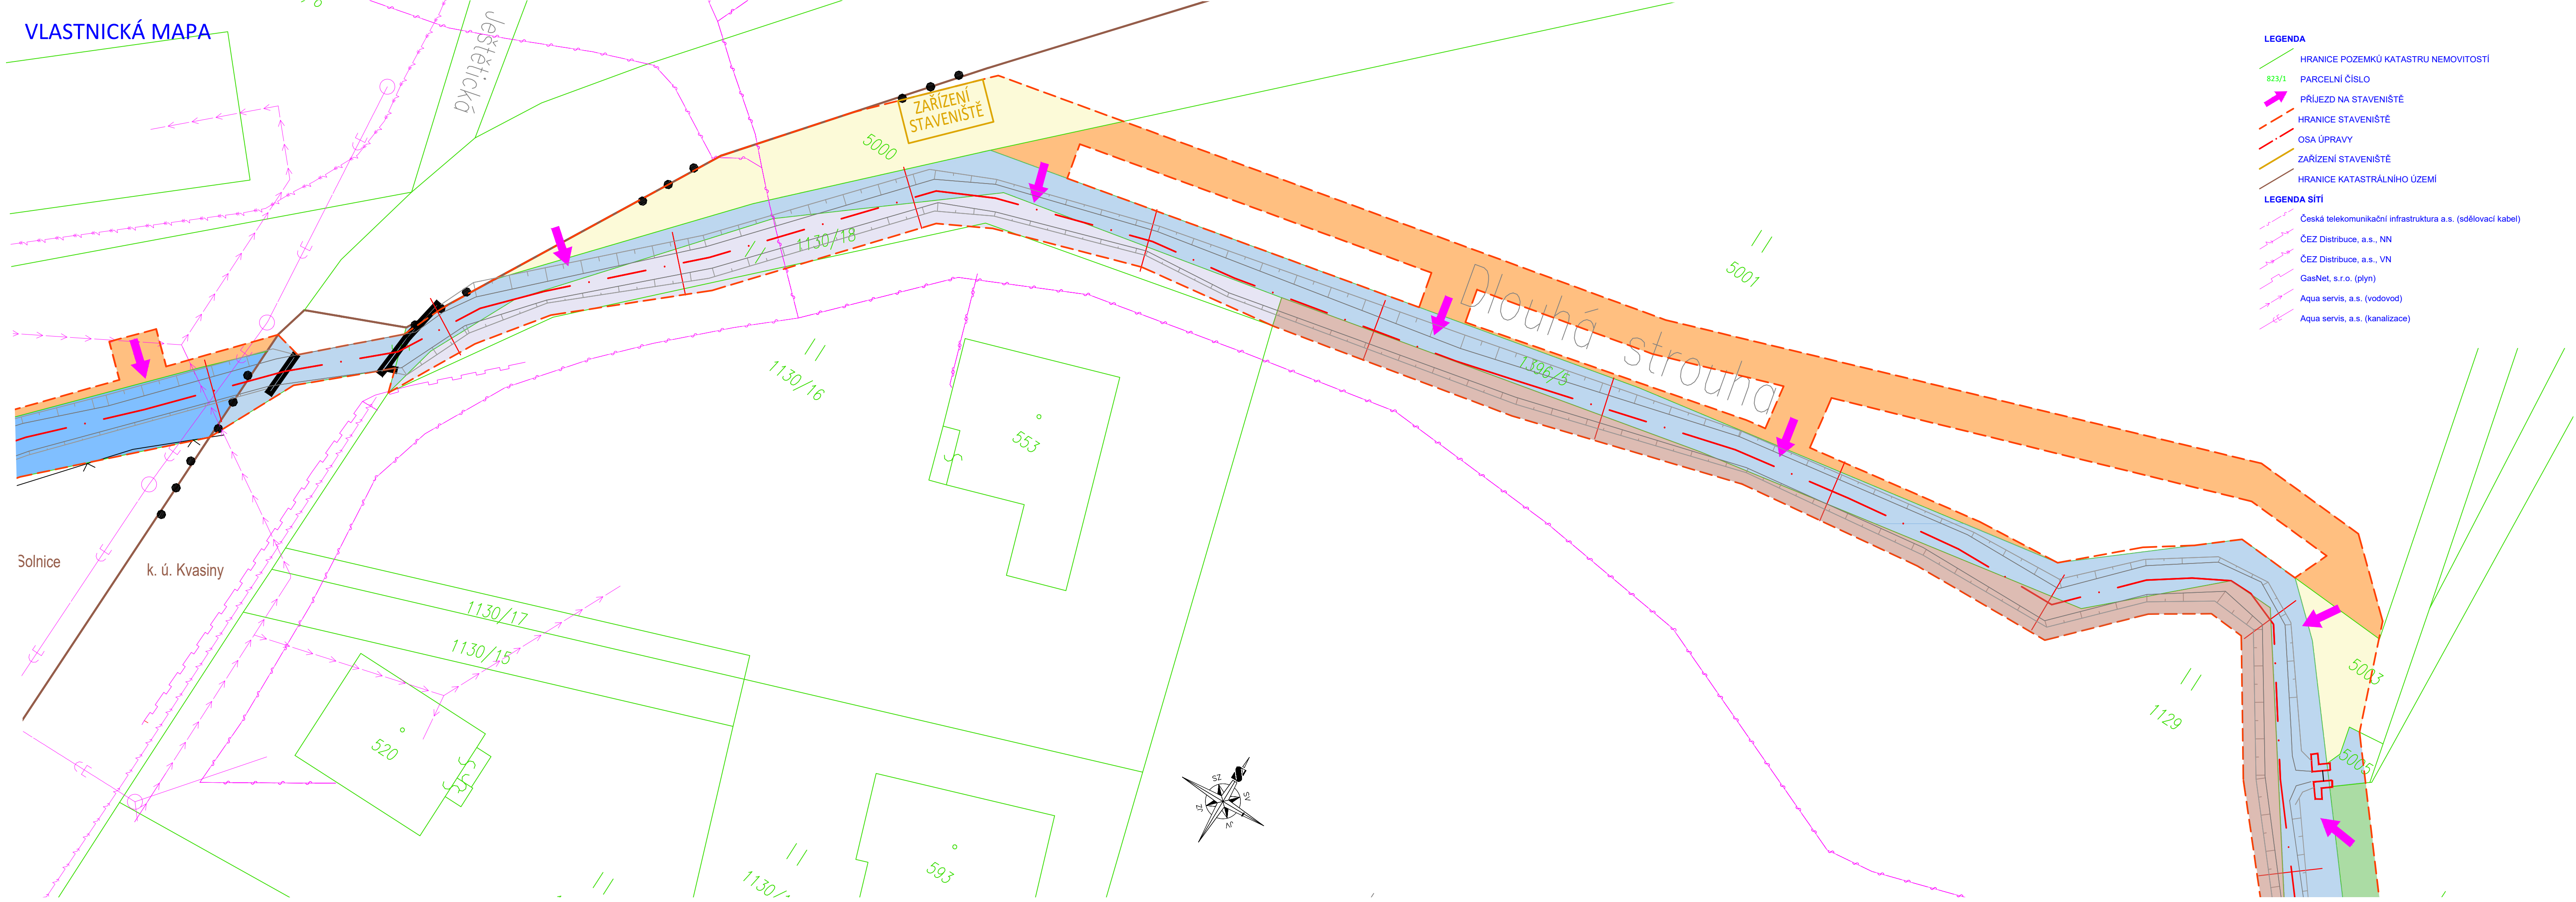 VLASTNICKÁ MAPA
Ještětická
ZAŘÍZENÍ
STAVENIŠTĚ
5000
1130/18
5001
Dlouhá strouha
1396/5
1130/16
553
k. ú. Kvasiny
1130/17
1130/15
520
593
1129
5003
5005
SZ
SV
JZ
JV
LEGENDA
HRANICE POZEMKŮ KATASTRU NEMOVITOSTÍ
823/1 PARCELNÍ ČÍSLO
PŘÍJEZD NA STAVENIŠTĚ
HRANICE STAVENIŠTĚ
OSA ÚPRAVY
ZAŘÍZENÍ STAVENIŠTĚ
HRANICE KATASTRÁLNÍHO ÚZEMÍ
LEGENDA SÍTÍ
Česká telekomunikační infrastruktura a.s. (sdělovací kabel)
ČEZ Distribuce, a.s., NN
ČEZ Distribuce, a.s., VN
GasNet, s.r.o. (plyn)
Aqua servis, a.s. (vodovod)
Aqua servis, a.s. (kanalizace)